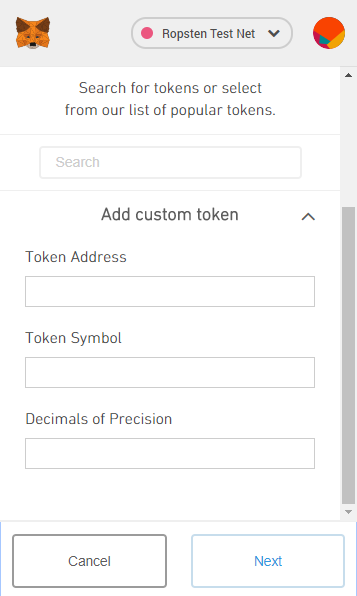 Ropsten Test Net
Search for tokens or select
from our list of popular tokens.
Search
Add custom token
Token Address
Token Symbol
Decimals of Precision
Cancel
Next